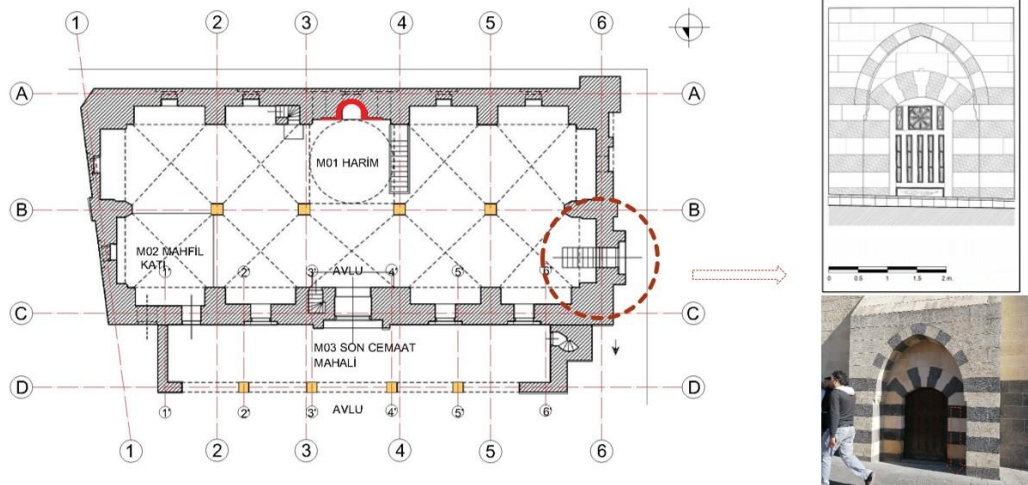 1 2 3 4 5 6
A A
M01 HARİM
B B
M02 MAHFİL
KATI
1' 2' 3' AVLU 4' 5' 6'
C C
M03 SON CEMAAT
MAHALİ
D D
1' 2' 3' AVLU 4' 5' 6'
1 2 3 4 5 6
0 0.5 1 1.5 2 m.